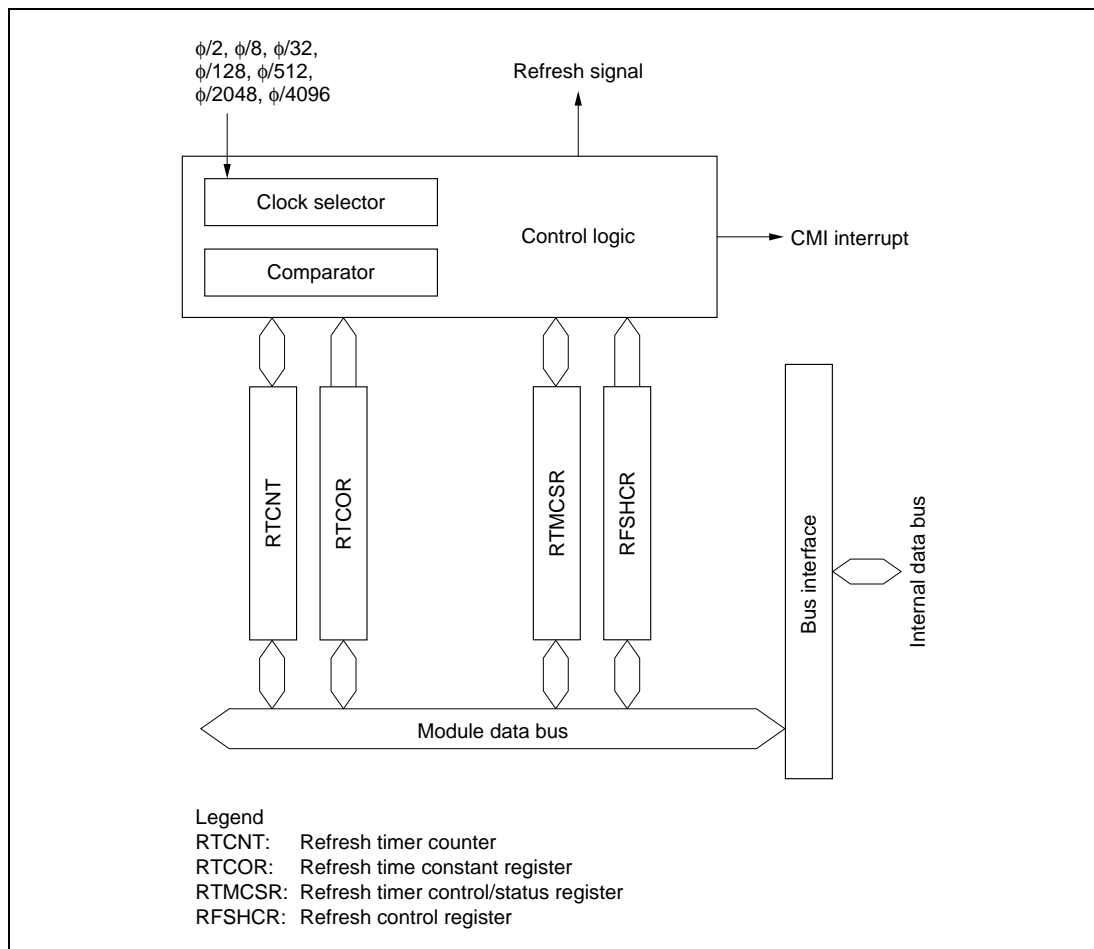 ϕ/2, ϕ/8, ϕ/32,
ϕ/128, ϕ/512,
ϕ/2048, ϕ/4096
Refresh signal
Clock selector
Control logic
Comparator
CMI interrupt
RTCNT
RTCOR
RTMCSR
RFSHCR
Bus interface
Internal data bus
Module data bus
Legend
RTCNT: Refresh timer counter
RTCOR: Refresh time constant register
RTMCSR: Refresh timer control/status register
RFSHCR: Refresh control register